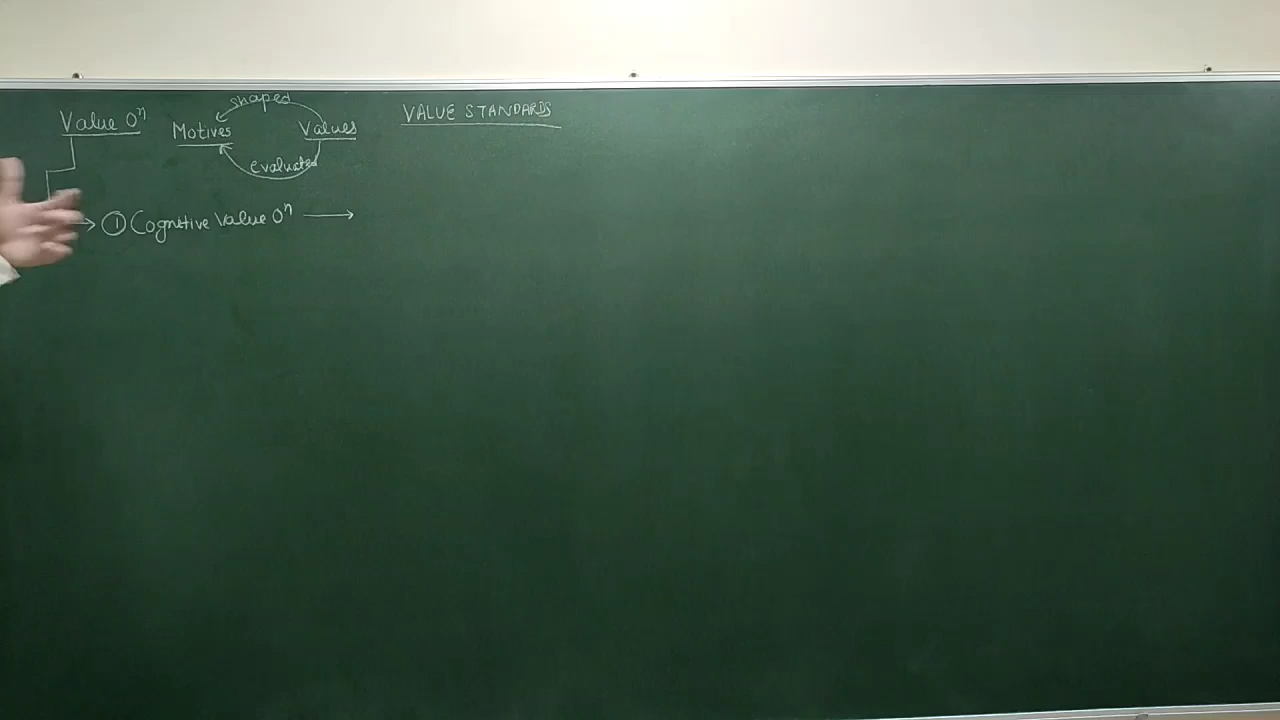 Value Oⁿ
shaped
Motives Values
evaluated
VALUE STANDARDS
→ ① Cognitive Value Oⁿ →